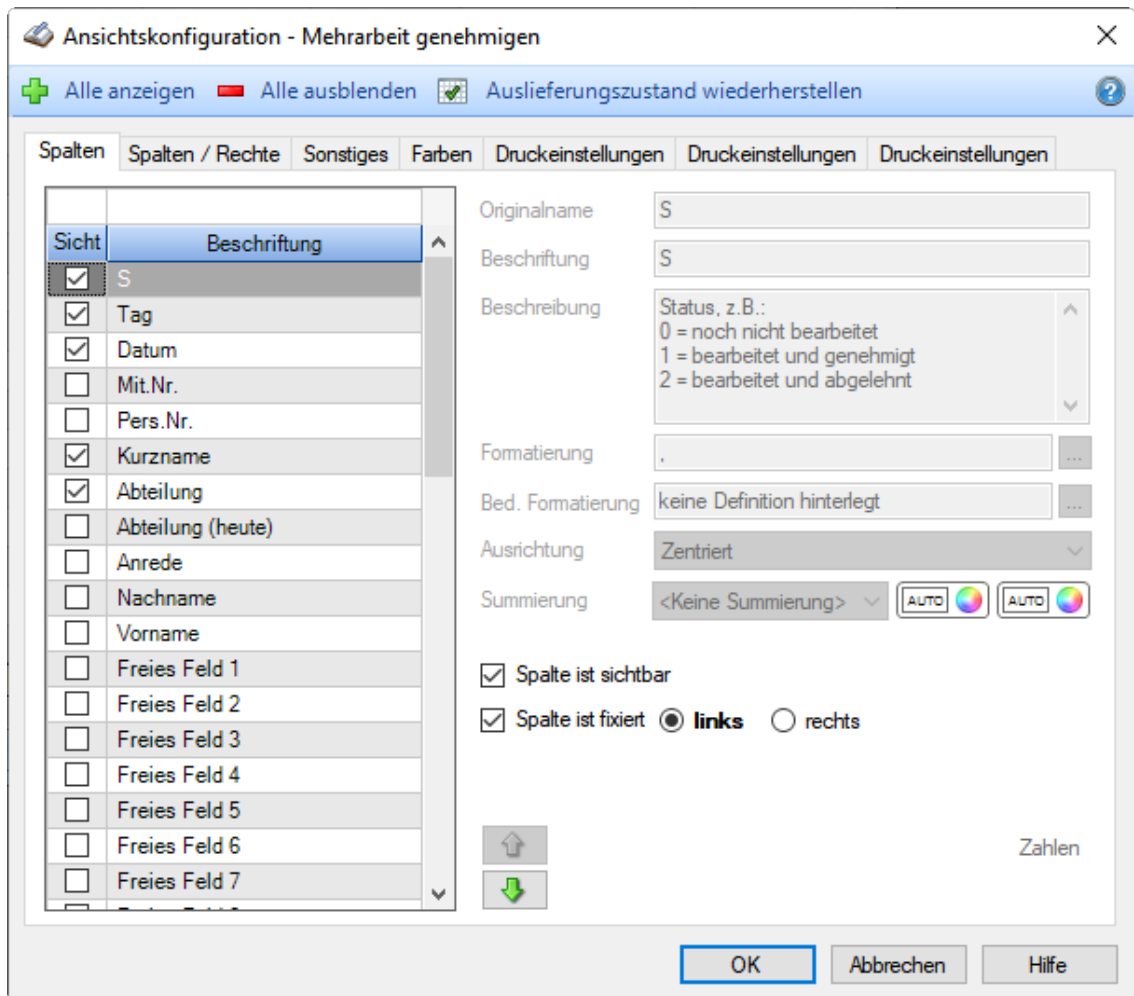 Ansichtskonfiguration - Mehrarbeit genehmigen
Alle anzeigen Alle ausblenden Auslieferungszustand wiederherstellen ?
Spalten Spalten / Rechte Sonstiges Farben Druckeinstellungen Druckeinstellungen Druckeinstellungen
Sicht Beschriftung
S
Tag
Datum
Mit.Nr.
Pers.Nr.
Kurzname
Abteilung
Abteilung (heute)
Anrede
Nachname
Vorname
Freies Feld 1
Freies Feld 2
Freies Feld 3
Freies Feld 4
Freies Feld 5
Freies Feld 6
Freies Feld 7
Originalname S
Beschriftung S
Beschreibung Status, z.B.:
0 = noch nicht bearbeitet
1 = bearbeitet und genehmigt
2 = bearbeitet und abgelehnt
Formatierung , ...
Bed. Formatierung keine Definition hinterlegt ...
Ausrichtung Zentriert
Summierung <Keine Summierung> AUTO AUTO
Spalte ist sichtbar
Spalte ist fixiert links rechts
Zahlen
OK Abbrechen Hilfe